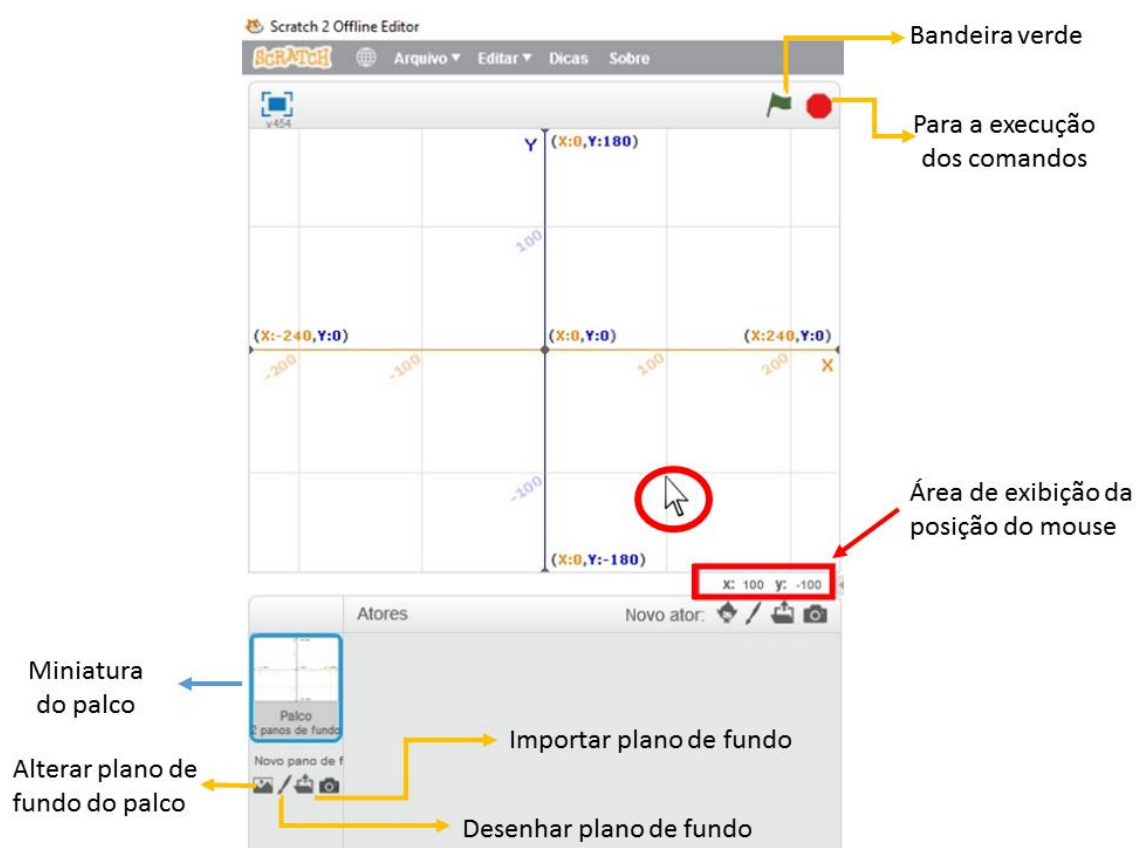 Scratch 2 Offline Editor
SCRATCH Arquivo Editar Dicas Sobre
Bandeira verde
v454
Para a execução
dos comandos
Y (X:0,Y:180)
100
(X:-240,Y:0) (X:0,Y:0) (X:240,Y:0)
-200 -100 100 200 X
-100
(X:0,Y:-180)
Área de exibição da
posição do mouse
x: 100 y: -100
Atores Novo ator:
Miniatura
do palco
Palco
2 panos de fundo
Importar plano de fundo
Novo pano de f
Alterar plano de
fundo do palco
Desenhar plano de fundo